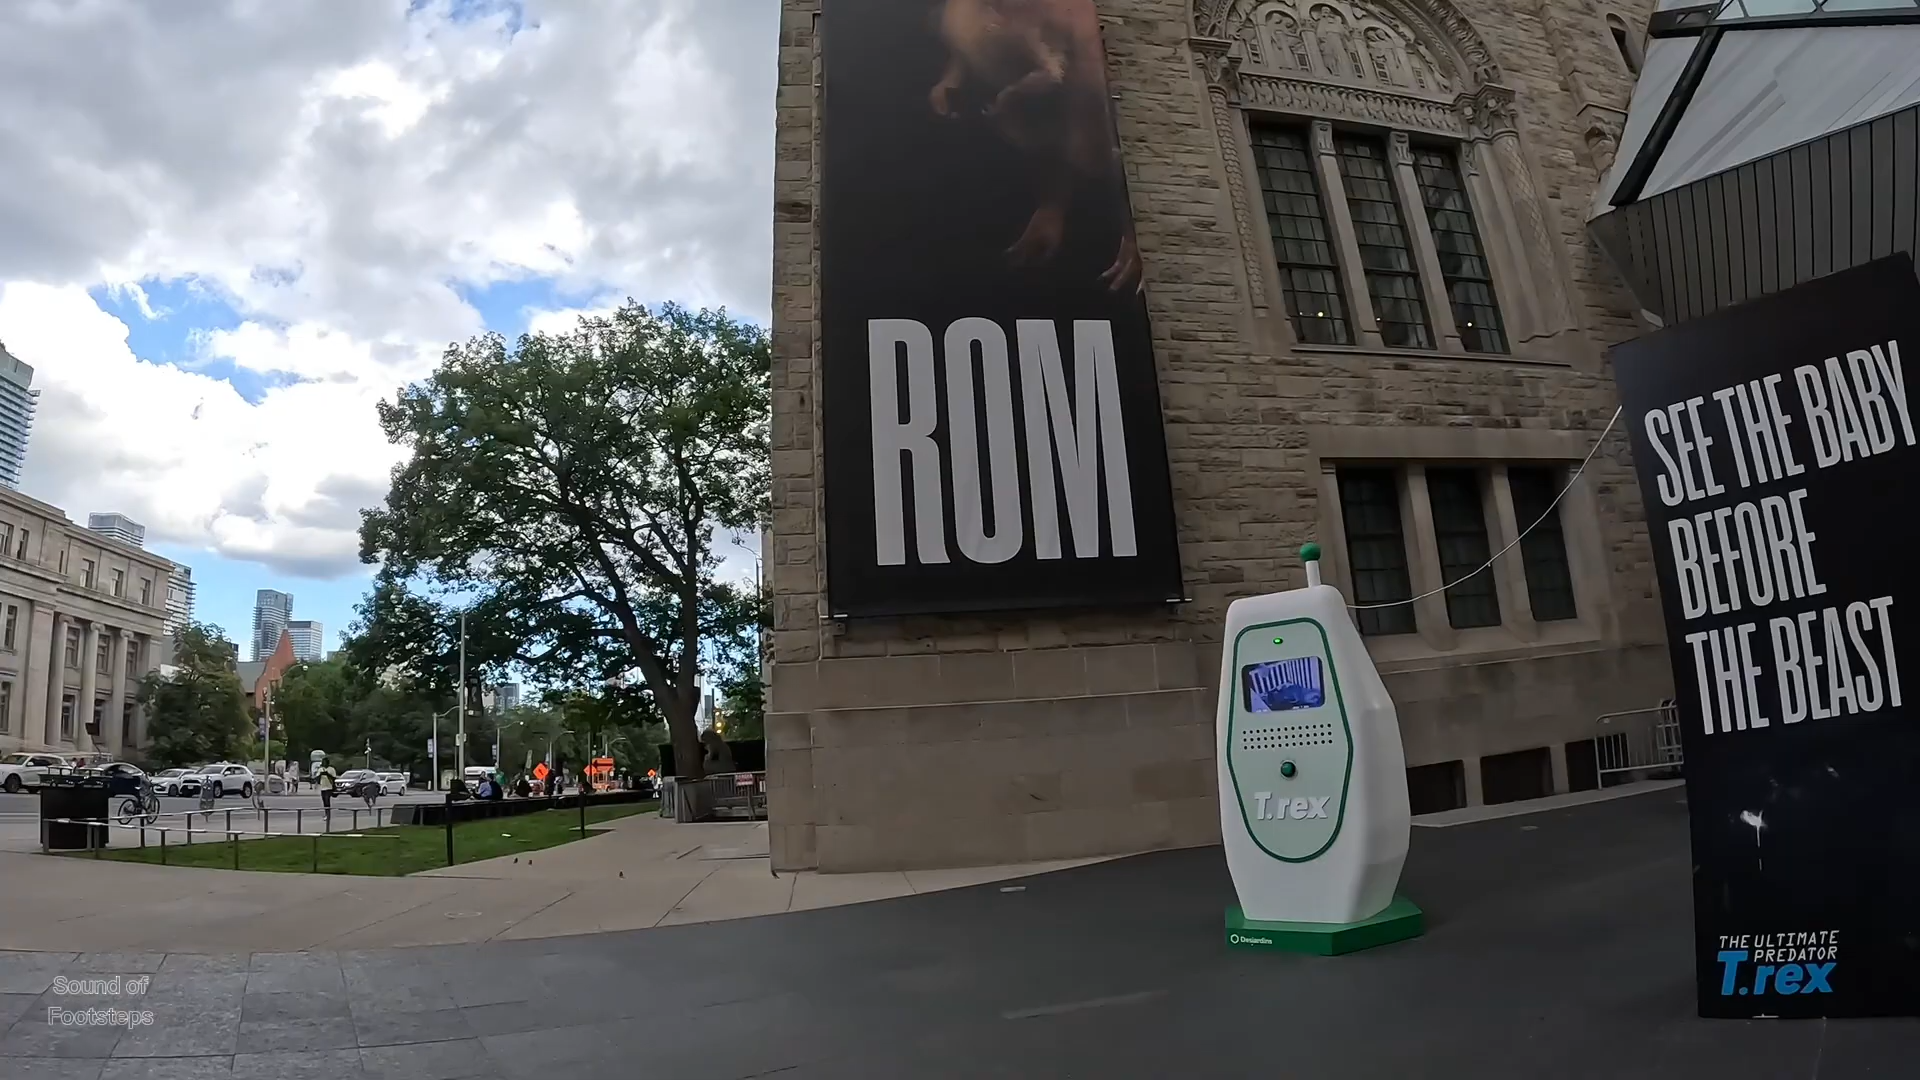 ROM
SEE THE BABY
BEFORE
THE BEAST
T.rex
Desjardins
THE ULTIMATE
PREDATOR
T.rex
Sound of
Footsteps